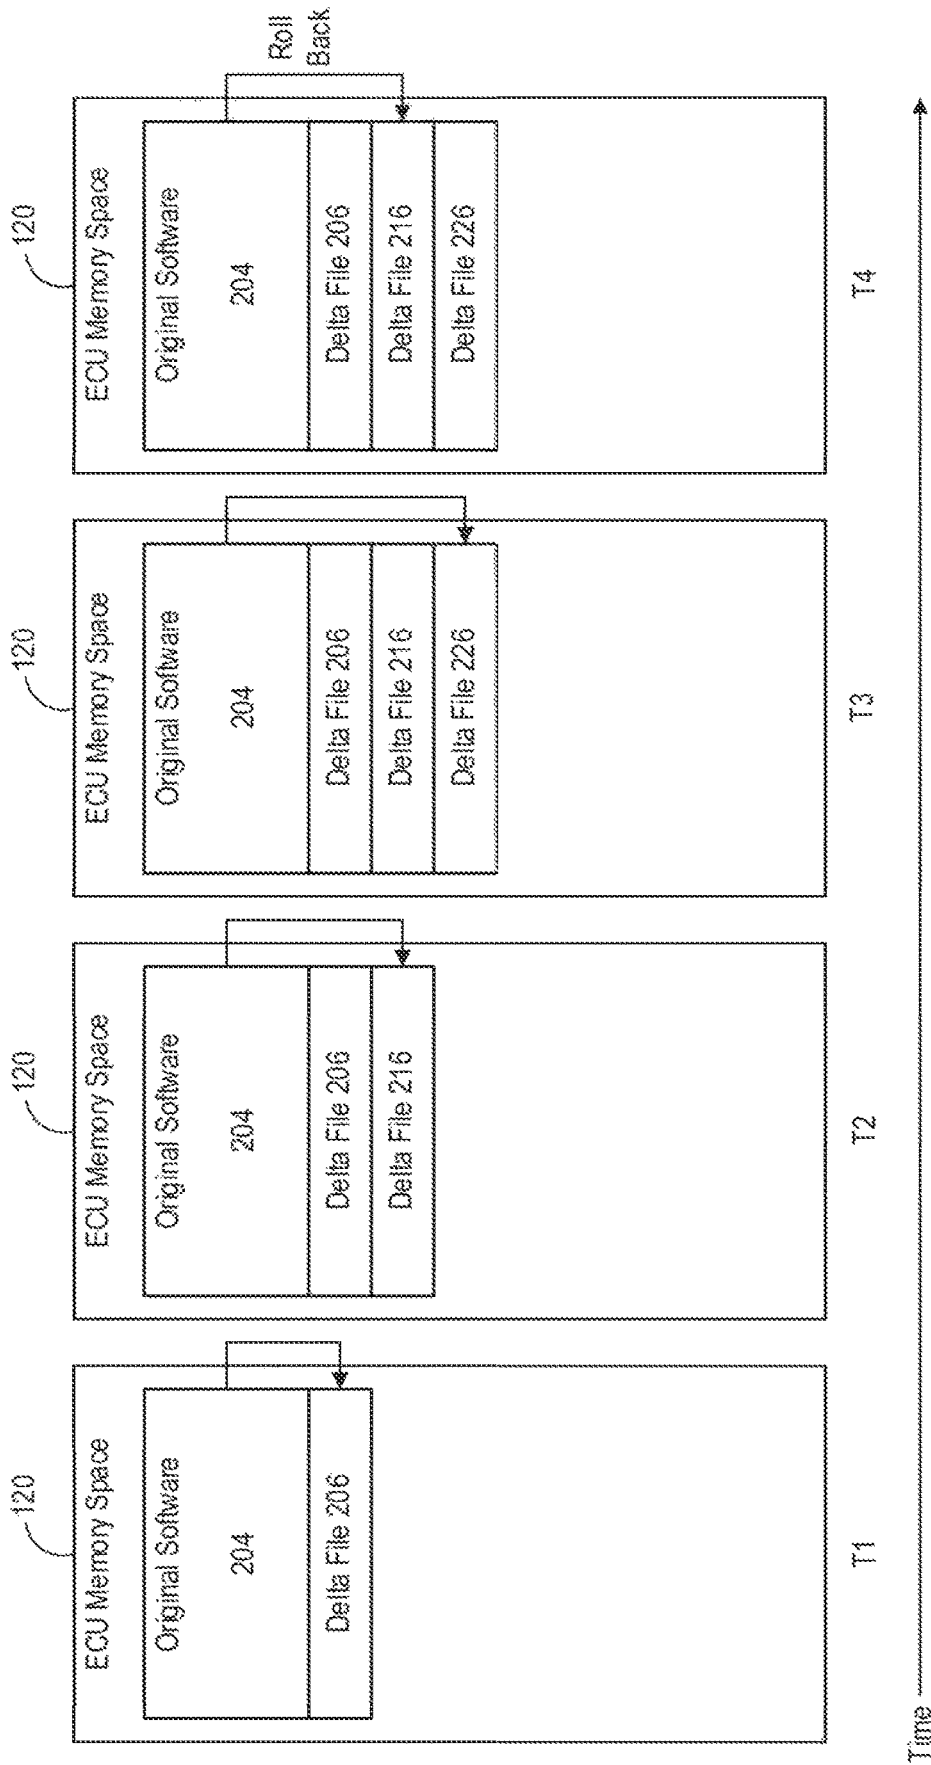 120
ECU Memory Space
Original Software
204
Delta File 206
T1
120
ECU Memory Space
Original Software
204
Delta File 206
Delta File 216
T2
120
ECU Memory Space
Original Software
204
Delta File 206
Delta File 216
Delta File 226
T3
120
ECU Memory Space
Original Software
204
Delta File 206
Delta File 216
Delta File 226
T4
Roll
Back
Time